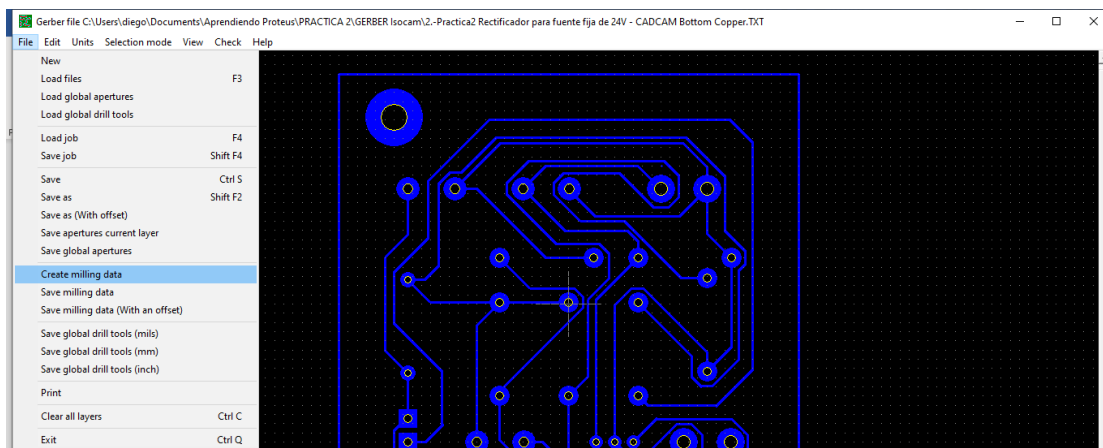 Gerber file C:\Users\diego\Documents\Aprendiendo Proteus\PRACTICA 2\GERBER Isocam\2.-Practica2 Rectificador para fuente fija de 24V - CADCAM Bottom Copper.TXT
File Edit Units Selection mode View Check Help
New
Load files F3
Load global apertures
Load global drill tools
Load job F4
Save job Shift F4
Save Ctrl S
Save as Shift F2
Save as (With offset)
Save apertures current layer
Save global apertures
Create milling data
Save milling data
Save milling data (With an offset)
Save global drill tools (mils)
Save global drill tools (mm)
Save global drill tools (inch)
Print
Clear all layers Ctrl C
Exit Ctrl Q